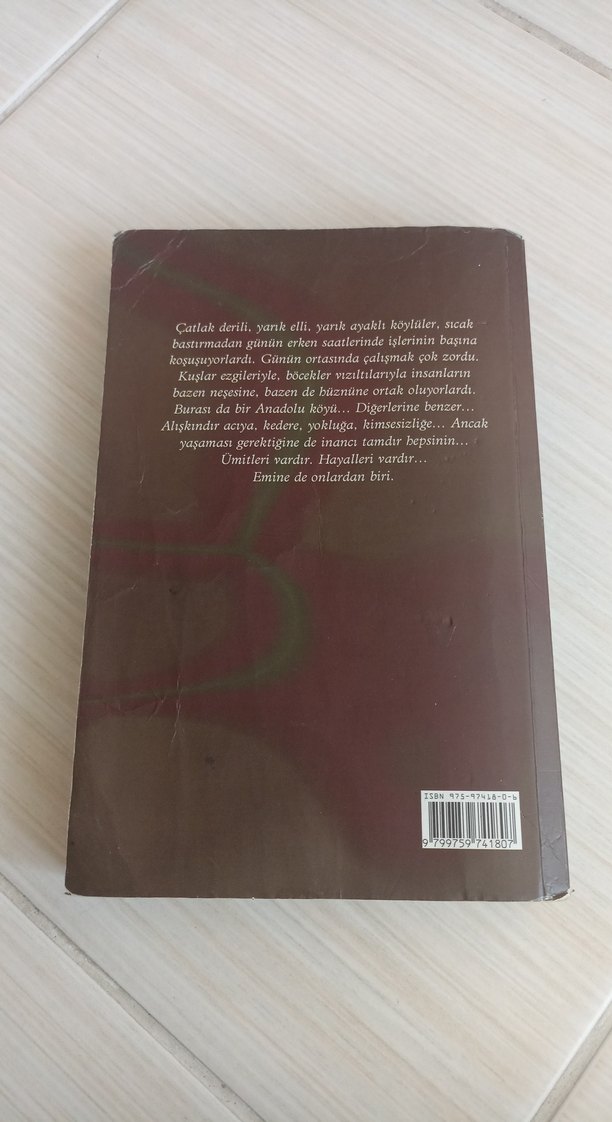 Çatlak derili, yarık elli, yarık ayaklı köylüler, sıcak
bastırmadan günün erken saatlerinde işlerinin başına
koşuşuyorlardı. Günün ortasında çalışmak çok zordu.
Kuşlar ezgileriyle, böcekler vızıltılarıyla insanların
bazen neşesine, bazen de hüznüne ortak oluyorlardı.
Burası da bir Anadolu köyü... Diğerlerine benzer...
Alışkındır acıya, kedere, yokluğa, kimsesizliğe... Ancak
yaşaması gerektiğine de inancı tamdır hepsinin...
Ümitleri vardır. Hayalleri vardır...
Emine de onlardan biri.
ISBN 975-97418-0-6
9 799759 741807